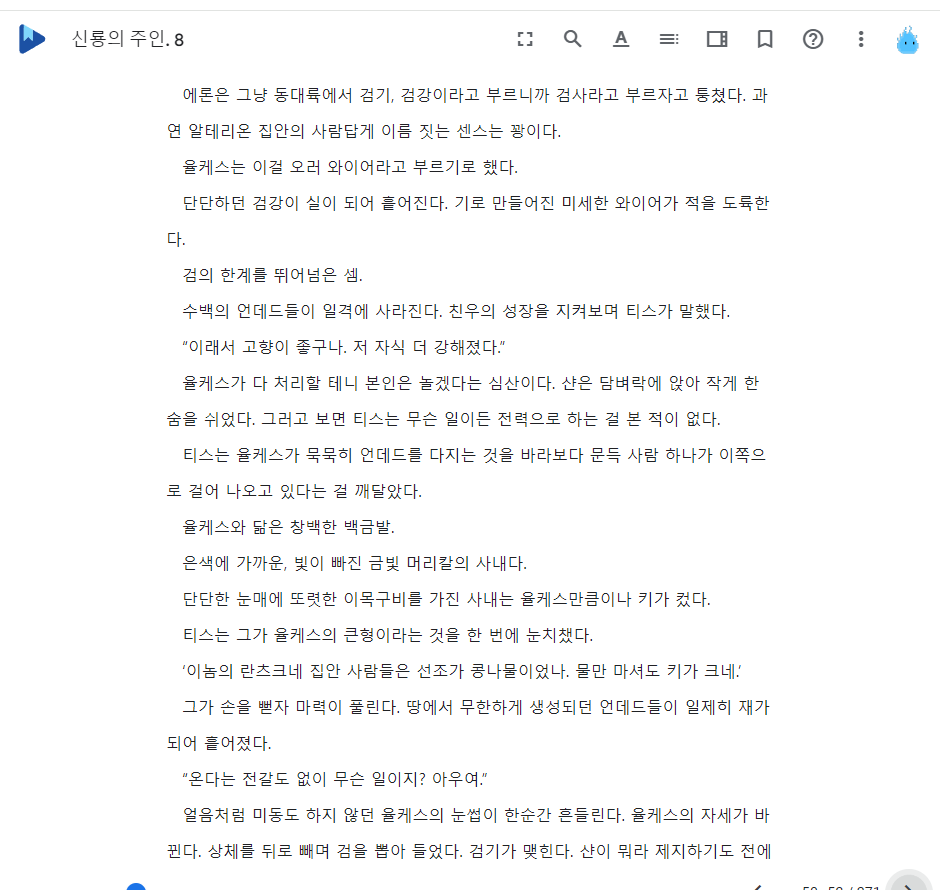 신룡의 주인. 8
에론은 그냥 동대륙에서 검기, 검강이라고 부르니까 검사라고 부르자고 퉁쳤다. 과
연 알테리온 집안의 사람답게 이름 짓는 센스는 꽝이다.
율케스는 이걸 오러 와이어라고 부르기로 했다.
단단하던 검강이 실이 되어 흩어진다. 기로 만들어진 미세한 와이어가 적을 도륙한
다.
검의 한계를 뛰어넘은 셈.
수백의 언데드들이 일격에 사라진다. 친우의 성장을 지켜보며 티스가 말했다.
“이래서 고향이 좋구나. 저 자식 더 강해졌다.”
율케스가 다 처리할 테니 본인은 놀겠다는 심산이다. 샨은 담벼락에 앉아 작게 한
숨을 쉬었다. 그러고 보면 티스는 무슨 일이든 전력으로 하는 걸 본 적이 없다.
티스는 율케스가 묵묵히 언데드를 다지는 것을 바라보다 문득 사람 하나가 이쪽으
로 걸어 나오고 있다는 걸 깨달았다.
율케스와 닮은 창백한 백금발.
은색에 가까운, 빛이 빠진 금빛 머리칼의 사내다.
단단한 눈매에 또렷한 이목구비를 가진 사내는 율케스만큼이나 키가 컸다.
티스는 그가 율케스의 큰형이라는 것을 한 번에 눈치챘다.
‘이놈의 란츠크네 집안 사람들은 선조가 콩나물이었나. 물만 마셔도 키가 크네.’
그가 손을 뻗자 마력이 풀린다. 땅에서 무한하게 생성되던 언데드들이 일제히 재가
되어 흩어졌다.
“온다는 전갈도 없이 무슨 일이지? 아우여.”
얼음처럼 미동도 하지 않던 율케스의 눈썹이 한순간 흔들린다. 율케스의 자세가 바
뀐다. 상체를 뒤로 빼며 검을 뽑아 들었다. 검기가 맺힌다. 샨이 뭐라 제지하기도 전에